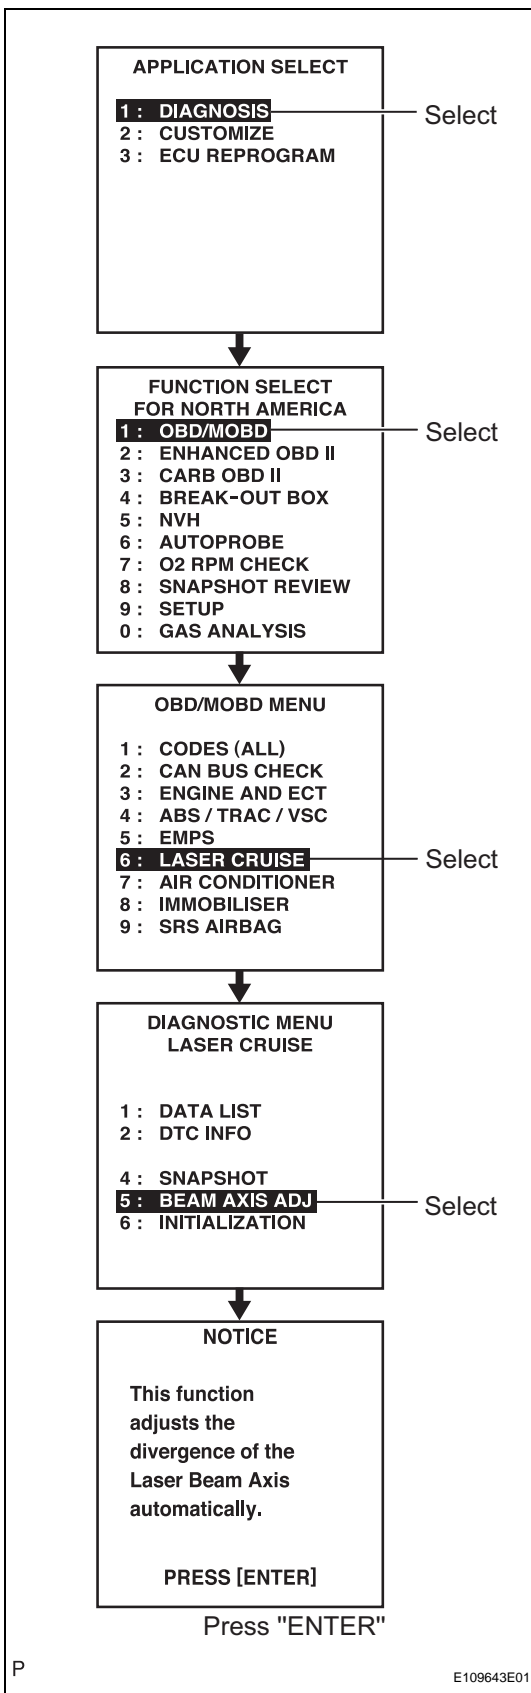 APPLICATION SELECT
1 : DIAGNOSIS
Select
2 : CUSTOMIZE
3 : ECU REPROGRAM
FUNCTION SELECT
FOR NORTH AMERICA
1 : OBD/MOBD
Select
2 : ENHANCED OBD II
3 : CARB OBD II
4 : BREAK-OUT BOX
5 : NVH
6 : AUTOPROBE
7 : O2 RPM CHECK
8 : SNAPSHOT REVIEW
9 : SETUP
0 : GAS ANALYSIS
OBD/MOBD MENU
1 : CODES (ALL)
2 : CAN BUS CHECK
3 : ENGINE AND ECT
4 : ABS / TRAC / VSC
5 : EMPS
6 : LASER CRUISE
Select
7 : AIR CONDITIONER
8 : IMMOBILISER
9 : SRS AIRBAG
DIAGNOSTIC MENU
LASER CRUISE
1 : DATA LIST
2 : DTC INFO
4 : SNAPSHOT
5 : BEAM AXIS ADJ
Select
6 : INITIALIZATION
NOTICE
This function
adjusts the
divergence of the
Laser Beam Axis
automatically.
PRESS [ENTER]
Press "ENTER"
P
E109643E01